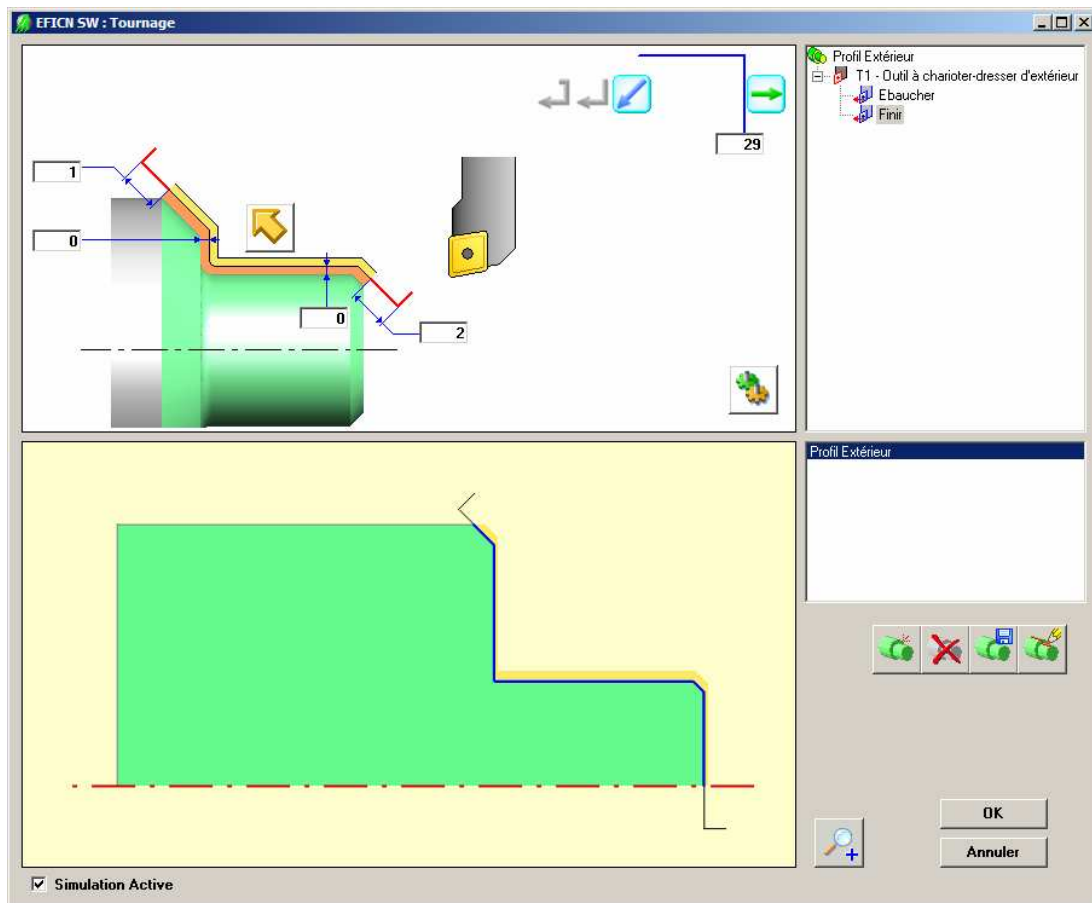 EFICN SW : Tournage
29
1
0
0
2
Profil Extérieur
T1 - Outil à charioter-dresser d'extérieur
Ebaucher
Finir
Profil Extérieur
OK
Annuler
Simulation Active